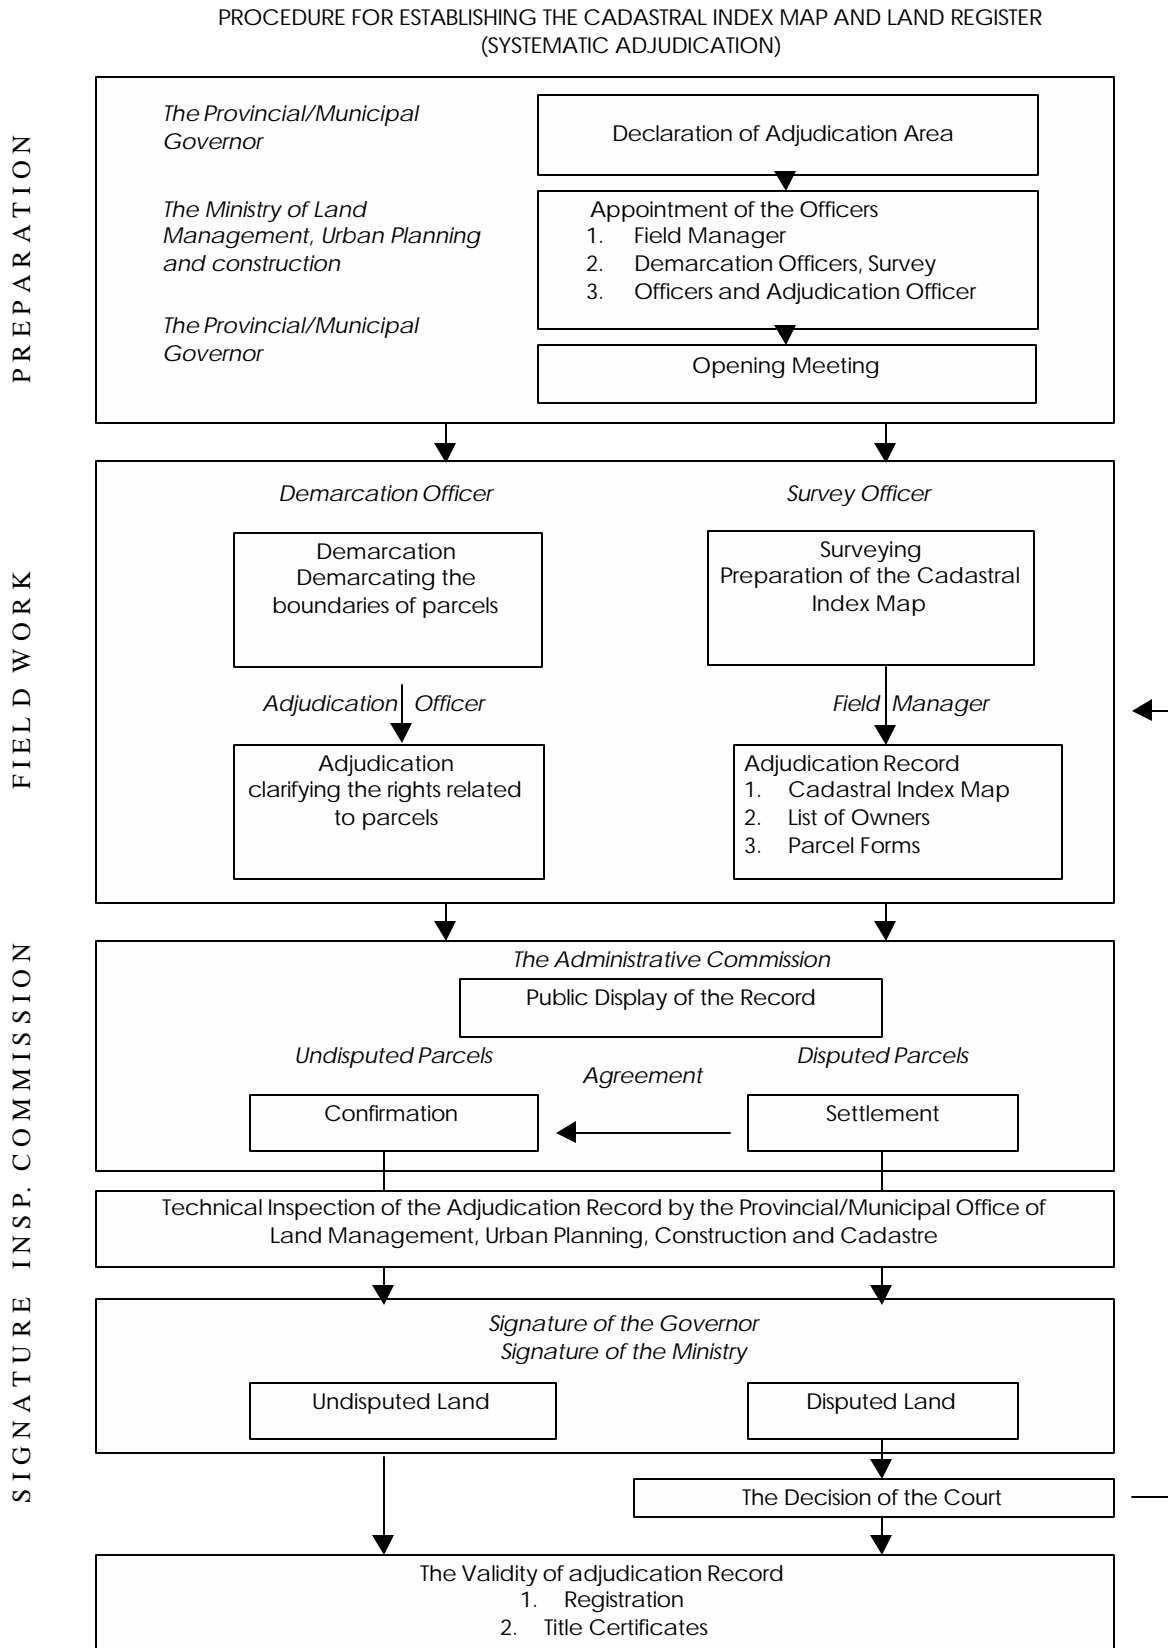 PROCEDURE FOR ESTABLISHING THE CADASTRAL INDEX MAP AND LAND REGISTER
(SYSTEMATIC ADJUDICATION)
PREPARATION
The Provincial/Municipal
Governor
Declaration of Adjudication Area
The Ministry of Land
Management, Urban Planning
and construction
Appointment of the Officers
1. Field Manager
2. Demarcation Officers, Survey
3. Officers and Adjudication Officer
The Provincial/Municipal
Governor
Opening Meeting
FIELD WORK
Demarcation Officer
Survey Officer
Demarcation
Demarcating the
boundaries of parcels
Surveying
Preparation of the Cadastral
Index Map
Adjudication Officer
Field Manager
Adjudication
clarifying the rights related
to parcels
Adjudication Record
1. Cadastral Index Map
2. List of Owners
3. Parcel Forms
COMMISSION
The Administrative Commission
Public Display of the Record
Undisputed Parcels
Disputed Parcels
Agreement
Confirmation
Settlement
INSP.
Technical Inspection of the Adjudication Record by the Provincial/Municipal Office of
Land Management, Urban Planning, Construction and Cadastre
SIGNATURE
Signature of the Governor
Signature of the Ministry
Undisputed Land
Disputed Land
The Decision of the Court
The Validity of adjudication Record
1. Registration
2. Title Certificates